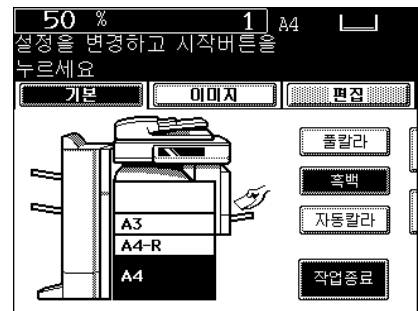 50 % 1 A4
설정을 변경하고 시작버튼을
누르세요
기본 이미지 편집
풀칼라
흑백
자동칼라
A3
A4-R
A4
작업종료